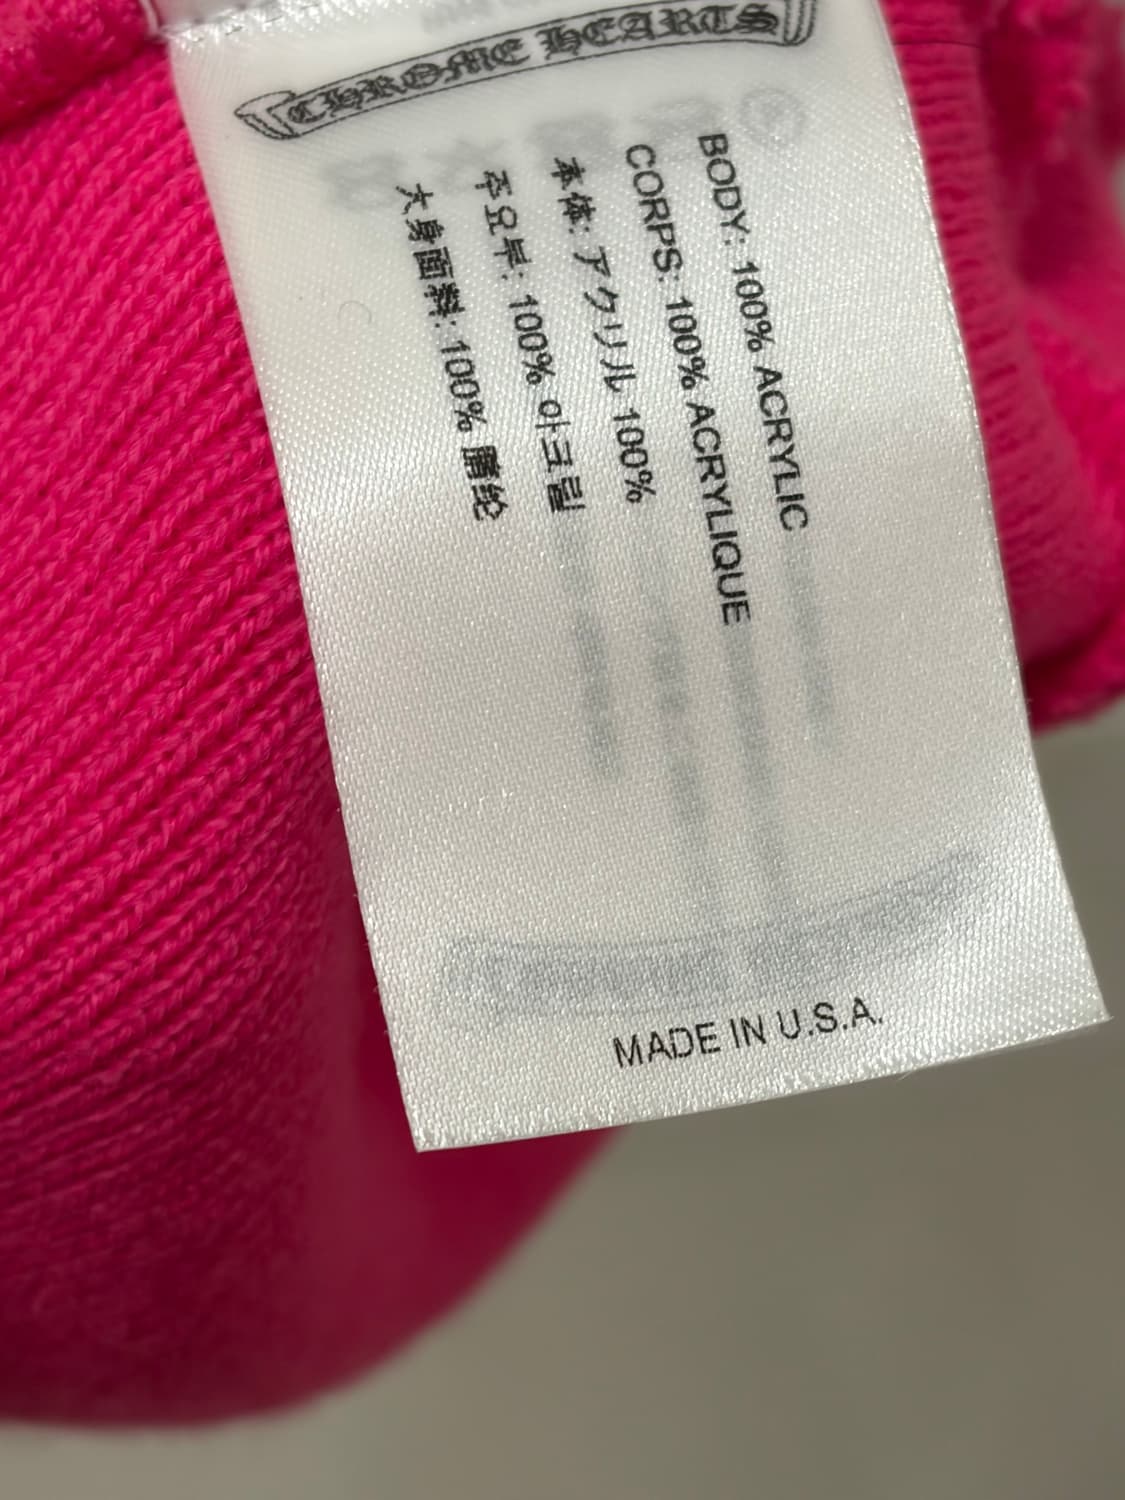 CHROME HEARTS
BODY: 100% ACRYLIC
CORPS: 100% ACRYLIQUE
本体: アクリル 100%
주요부: 100% 아크릴
大身面料: 100% 腈纶
MADE IN U.S.A.